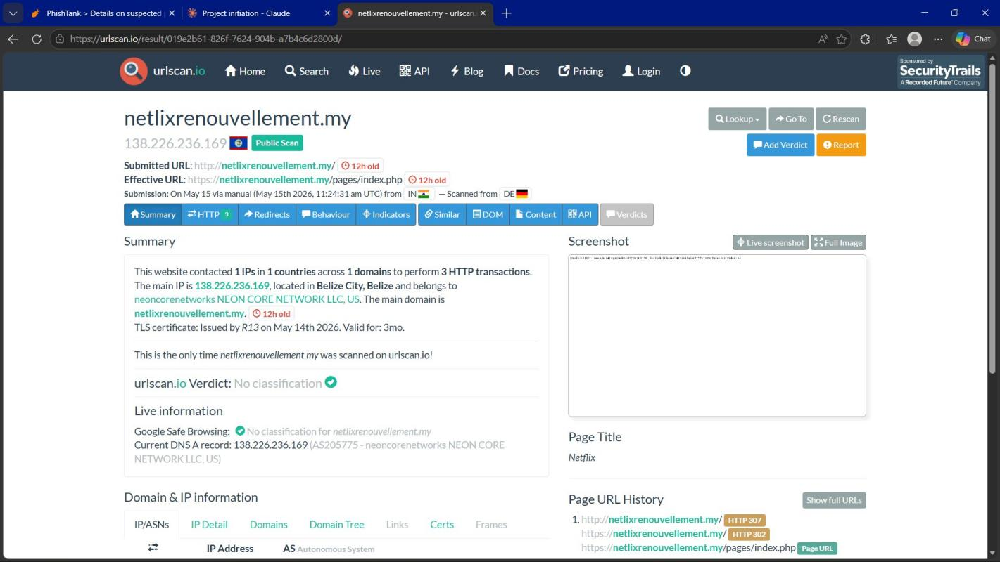 PhishTank > Details on suspected
Project initiation - Claude
netlixrenouvellement.my - urlscan.
https://urlscan.io/result/019e2b61-826f-7624-904b-a7b4c6d2800d/
Chat
urlscan.io
Home
Search
Live
API
Blog
Docs
Pricing
Login
Sponsored by
SecurityTrails
A Recorded Future® Company
netlixrenouvellement.my
Lookup
Go To
Rescan
138.226.236.169 Public Scan
Add Verdict
Report
Submitted URL: http://netlixrenouvellement.my/ 12h old
Effective URL: https://netlixrenouvellement.my/pages/index.php 12h old
Submission: On May 15 via manual (May 15th 2026, 11:24:31 am UTC) from IN — Scanned from DE
Summary
HTTP 3
Redirects
Behaviour
Indicators
Similar
DOM
Content
API
Verdicts
Summary
This website contacted 1 IPs in 1 countries across 1 domains to perform 3 HTTP transactions.
The main IP is 138.226.236.169, located in Belize City, Belize and belongs to
neoncorenetworks NEON CORE NETWORK LLC, US. The main domain is
netlixrenouvellement.my. 12h old
TLS certificate: Issued by R13 on May 14th 2026. Valid for: 3mo.
This is the only time netlixrenouvellement.my was scanned on urlscan.io!
urlscan.io Verdict: No classification
Live information
Google Safe Browsing: No classification for netlixrenouvellement.my
Current DNS A record: 138.226.236.169 (AS205775 - neoncorenetworks NEON CORE
NETWORK LLC, US)
Domain & IP information
IP/ASNs
IP Detail
Domains
Domain Tree
Links
Certs
Frames
IP Address
AS Autonomous System
Screenshot
Live screenshot
Full Image
Page Title
Netflix
Page URL History
Show full URLs
1. http://netlixrenouvellement.my/ HTTP 307
https://netlixrenouvellement.my/ HTTP 302
https://netlixrenouvellement.my/pages/index.php Page URL